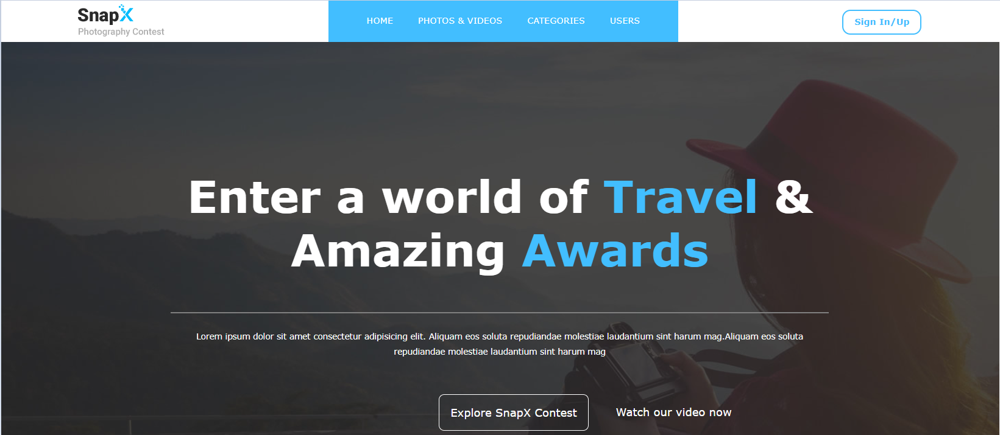 SnapX
Photography Contest
HOME PHOTOS & VIDEOS CATEGORIES USERS
Sign In/Up
Enter a world of Travel &
Amazing Awards
Lorem ipsum dolor sit amet consectetur adipisicing elit. Aliquam eos soluta repudiandae molestiae laudantium sint harum mag.Aliquam eos soluta
repudiandae molestiae laudantium sint harum mag
Explore SnapX Contest
Watch our video now